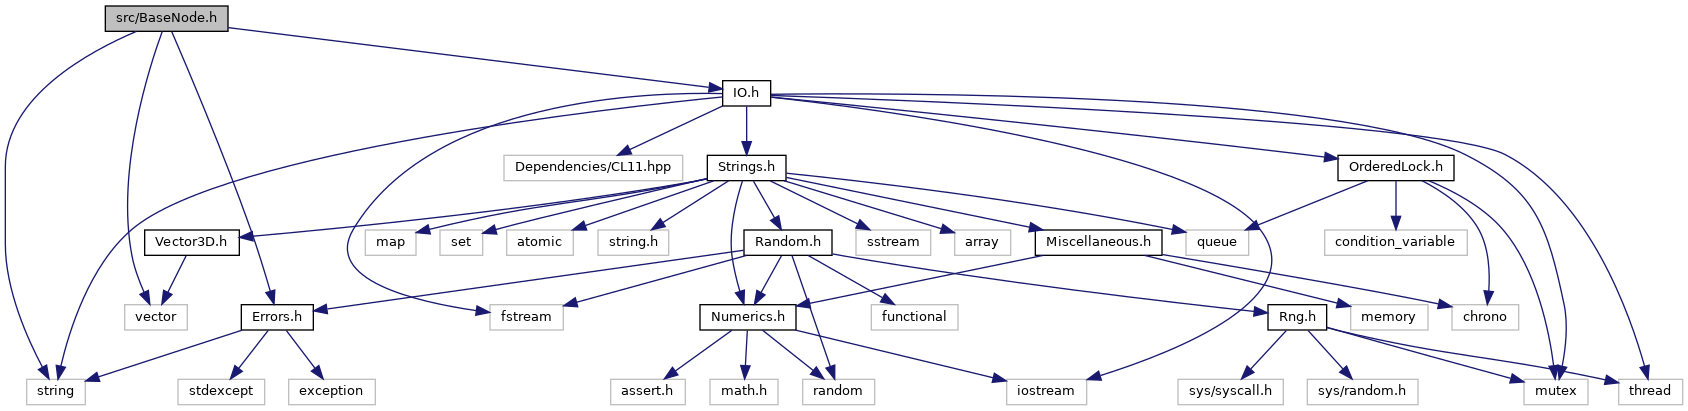 src/BaseNode.h
IO.h
Dependencies/CL11.hpp
Strings.h
OrderedLock.h
Vector3D.h
map
set
atomic
string.h
Random.h
sstream
array
Miscellaneous.h
queue
condition_variable
vector
Errors.h
fstream
Numerics.h
functional
Rng.h
memory
chrono
string
stdexcept
exception
assert.h
math.h
random
iostream
sys/syscall.h
sys/random.h
mutex
thread